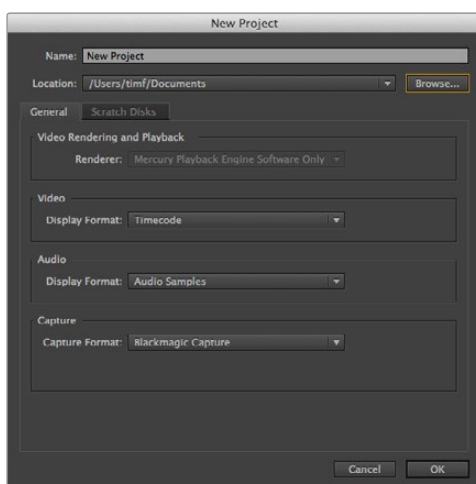 New Project
Name: New Project
Location: /Users/timf/Documents Browse...
General Scratch Disks
Video Rendering and Playback
Renderer: Mercury Playback Engine Software Only
Video
Display Format: Timecode
Audio
Display Format: Audio Samples
Capture
Capture Format: Blackmagic Capture
Cancel OK